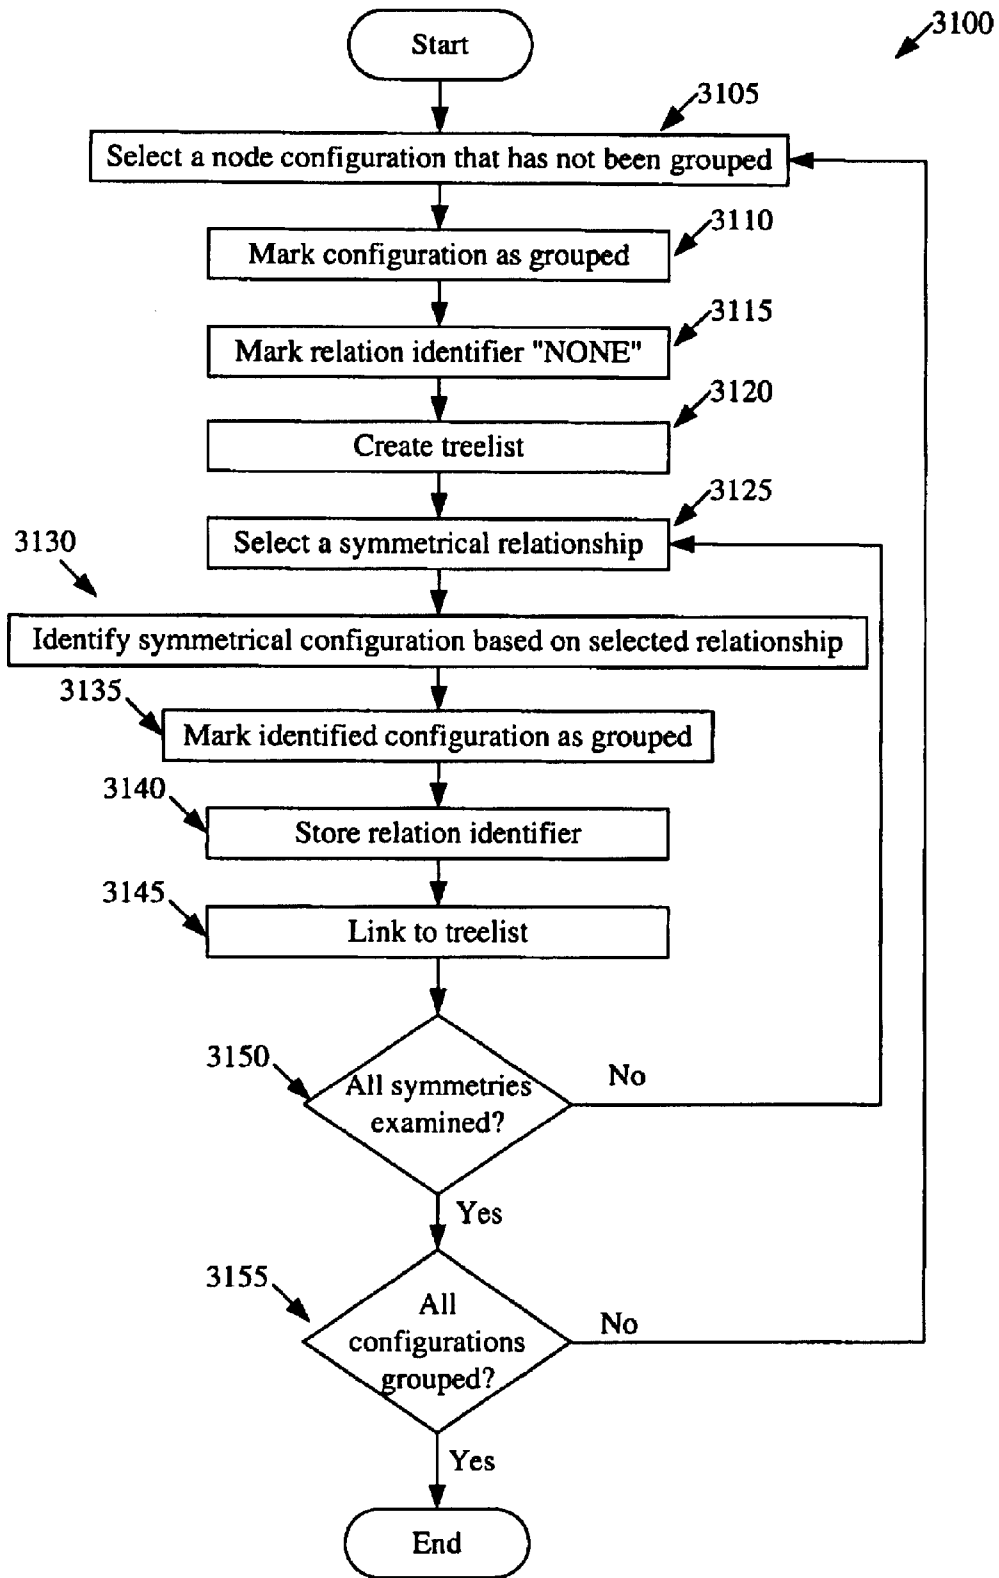 3100
Start
3105
Select a node configuration that has not been grouped
3110
Mark configuration as grouped
3115
Mark relation identifier "NONE"
3120
Create treelist
3125
Select a symmetrical relationship
3130
Identify symmetrical configuration based on selected relationship
3135
Mark identified configuration as grouped
3140
Store relation identifier
3145
Link to treelist
3150
All symmetries
examined?
No
Yes
3155
All
configurations
grouped?
No
Yes
End